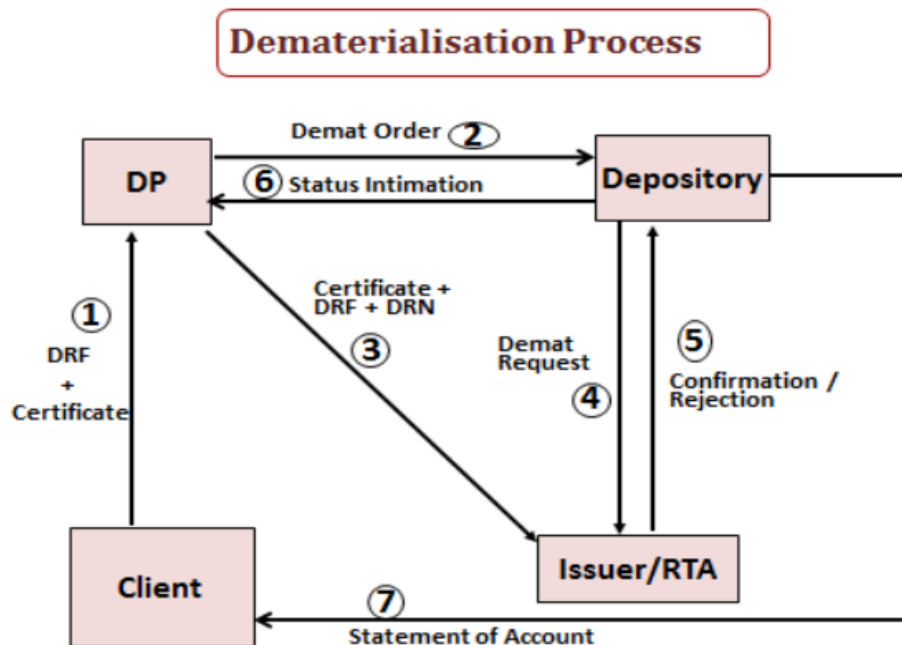 Dematerialisation Process
Demat Order 2
DP
6 Status Intimation
Depository
Certificate +
DRF + DRN
1
3
DRF
+
Certificate
Demat
Request
4
5
Confirmation /
Rejection
Client
Issuer/RTA
7
Statement of Account